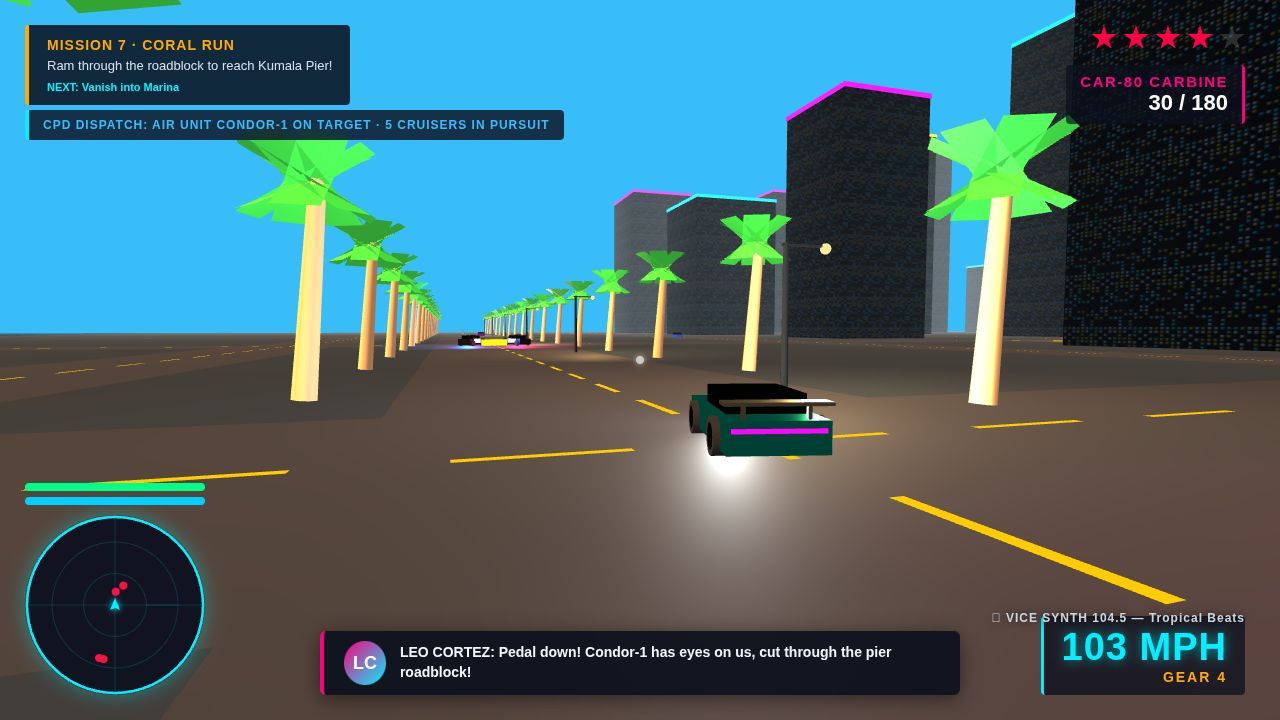 MISSION 7 · CORAL RUN
Ram through the roadblock to reach Kumala Pier!
NEXT: Vanish into Marina
CPD DISPATCH: AIR UNIT CONDOR-1 ON TARGET · 5 CRUISERS IN PURSUIT
CAR-80 CARBINE
30 / 180
LEO CORTEZ: Pedal down! Condor-1 has eyes on us, cut through the pier
roadblock!
LC
VICE SYNTH 104.5 — Tropical Beats
103 MPH
GEAR 4